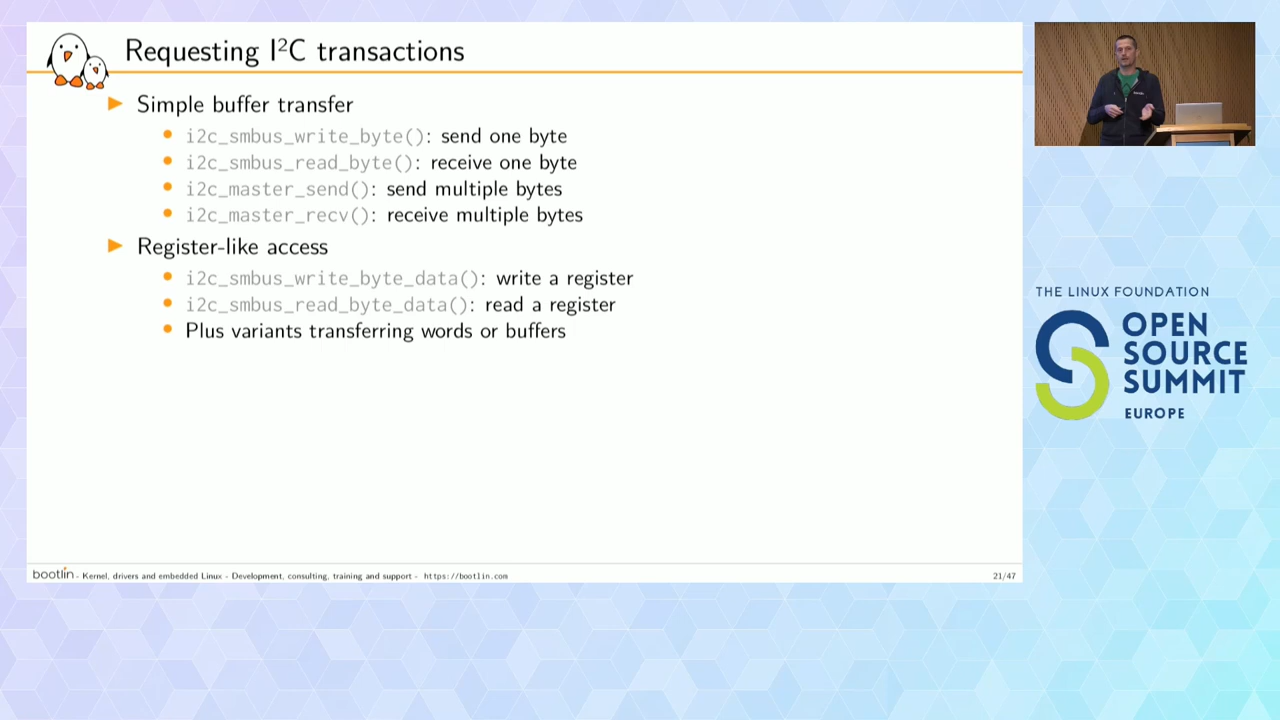 Requesting I²C transactions
Simple buffer transfer
i2c_smbus_write_byte(): send one byte
i2c_smbus_read_byte(): receive one byte
i2c_master_send(): send multiple bytes
i2c_master_recv(): receive multiple bytes
Register-like access
i2c_smbus_write_byte_data(): write a register
i2c_smbus_read_byte_data(): read a register
Plus variants transferring words or buffers
bootlin - Kernel, drivers and embedded Linux - Development, consulting, training and support - https://bootlin.com
21/47
THE LINUX FOUNDATION
OPEN
SOURCE
SUMMIT
EUROPE